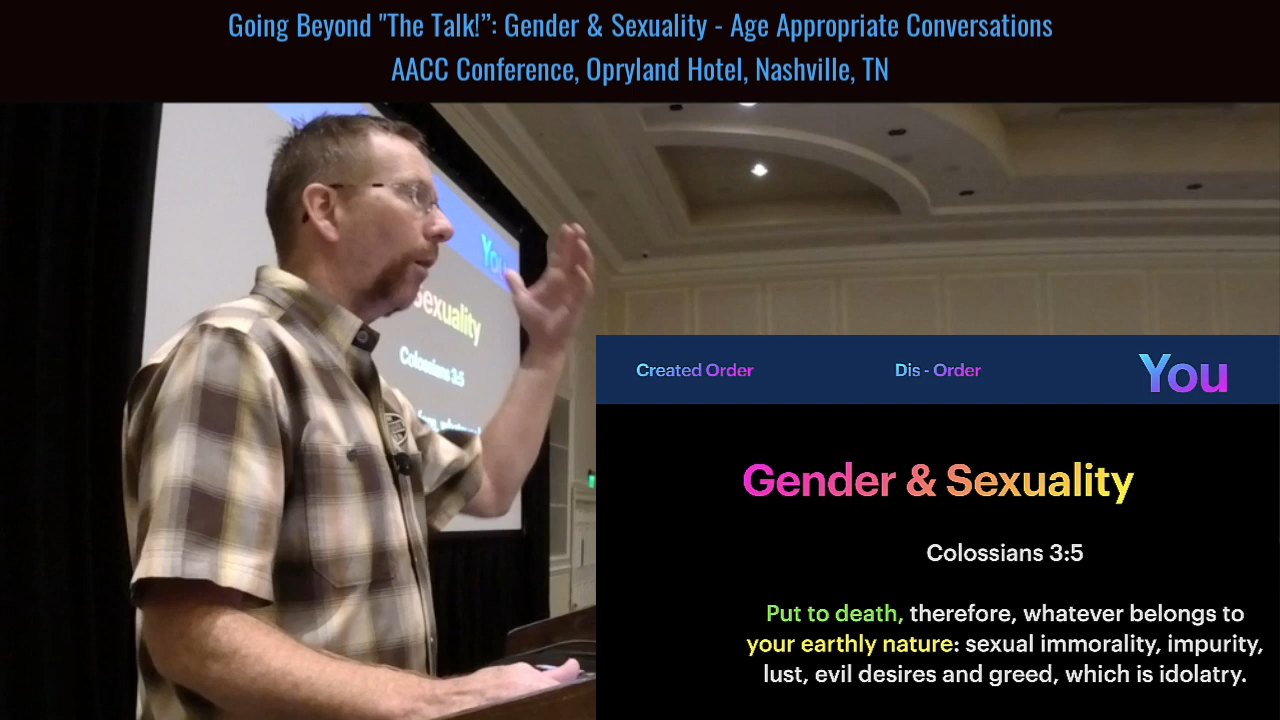 Going Beyond "The Talk!”: Gender & Sexuality - Age Appropriate Conversations
AACC Conference, Opryland Hotel, Nashville, TN
You
Sexuality
Colossians 3:5
Created Order
Dis - Order
You
Gender & Sexuality
Colossians 3:5
Put to death, therefore, whatever belongs to
your earthly nature: sexual immorality, impurity,
lust, evil desires and greed, which is idolatry.